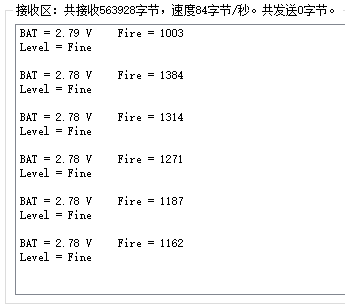 接收区：共接收563928字节，速度84字节/秒。共发送0字节。
BAT = 2.79 V    Fire = 1003
Level = Fine
BAT = 2.78 V    Fire = 1384
Level = Fine
BAT = 2.78 V    Fire = 1314
Level = Fine
BAT = 2.78 V    Fire = 1271
Level = Fine
BAT = 2.78 V    Fire = 1187
Level = Fine
BAT = 2.78 V    Fire = 1162
Level = Fine